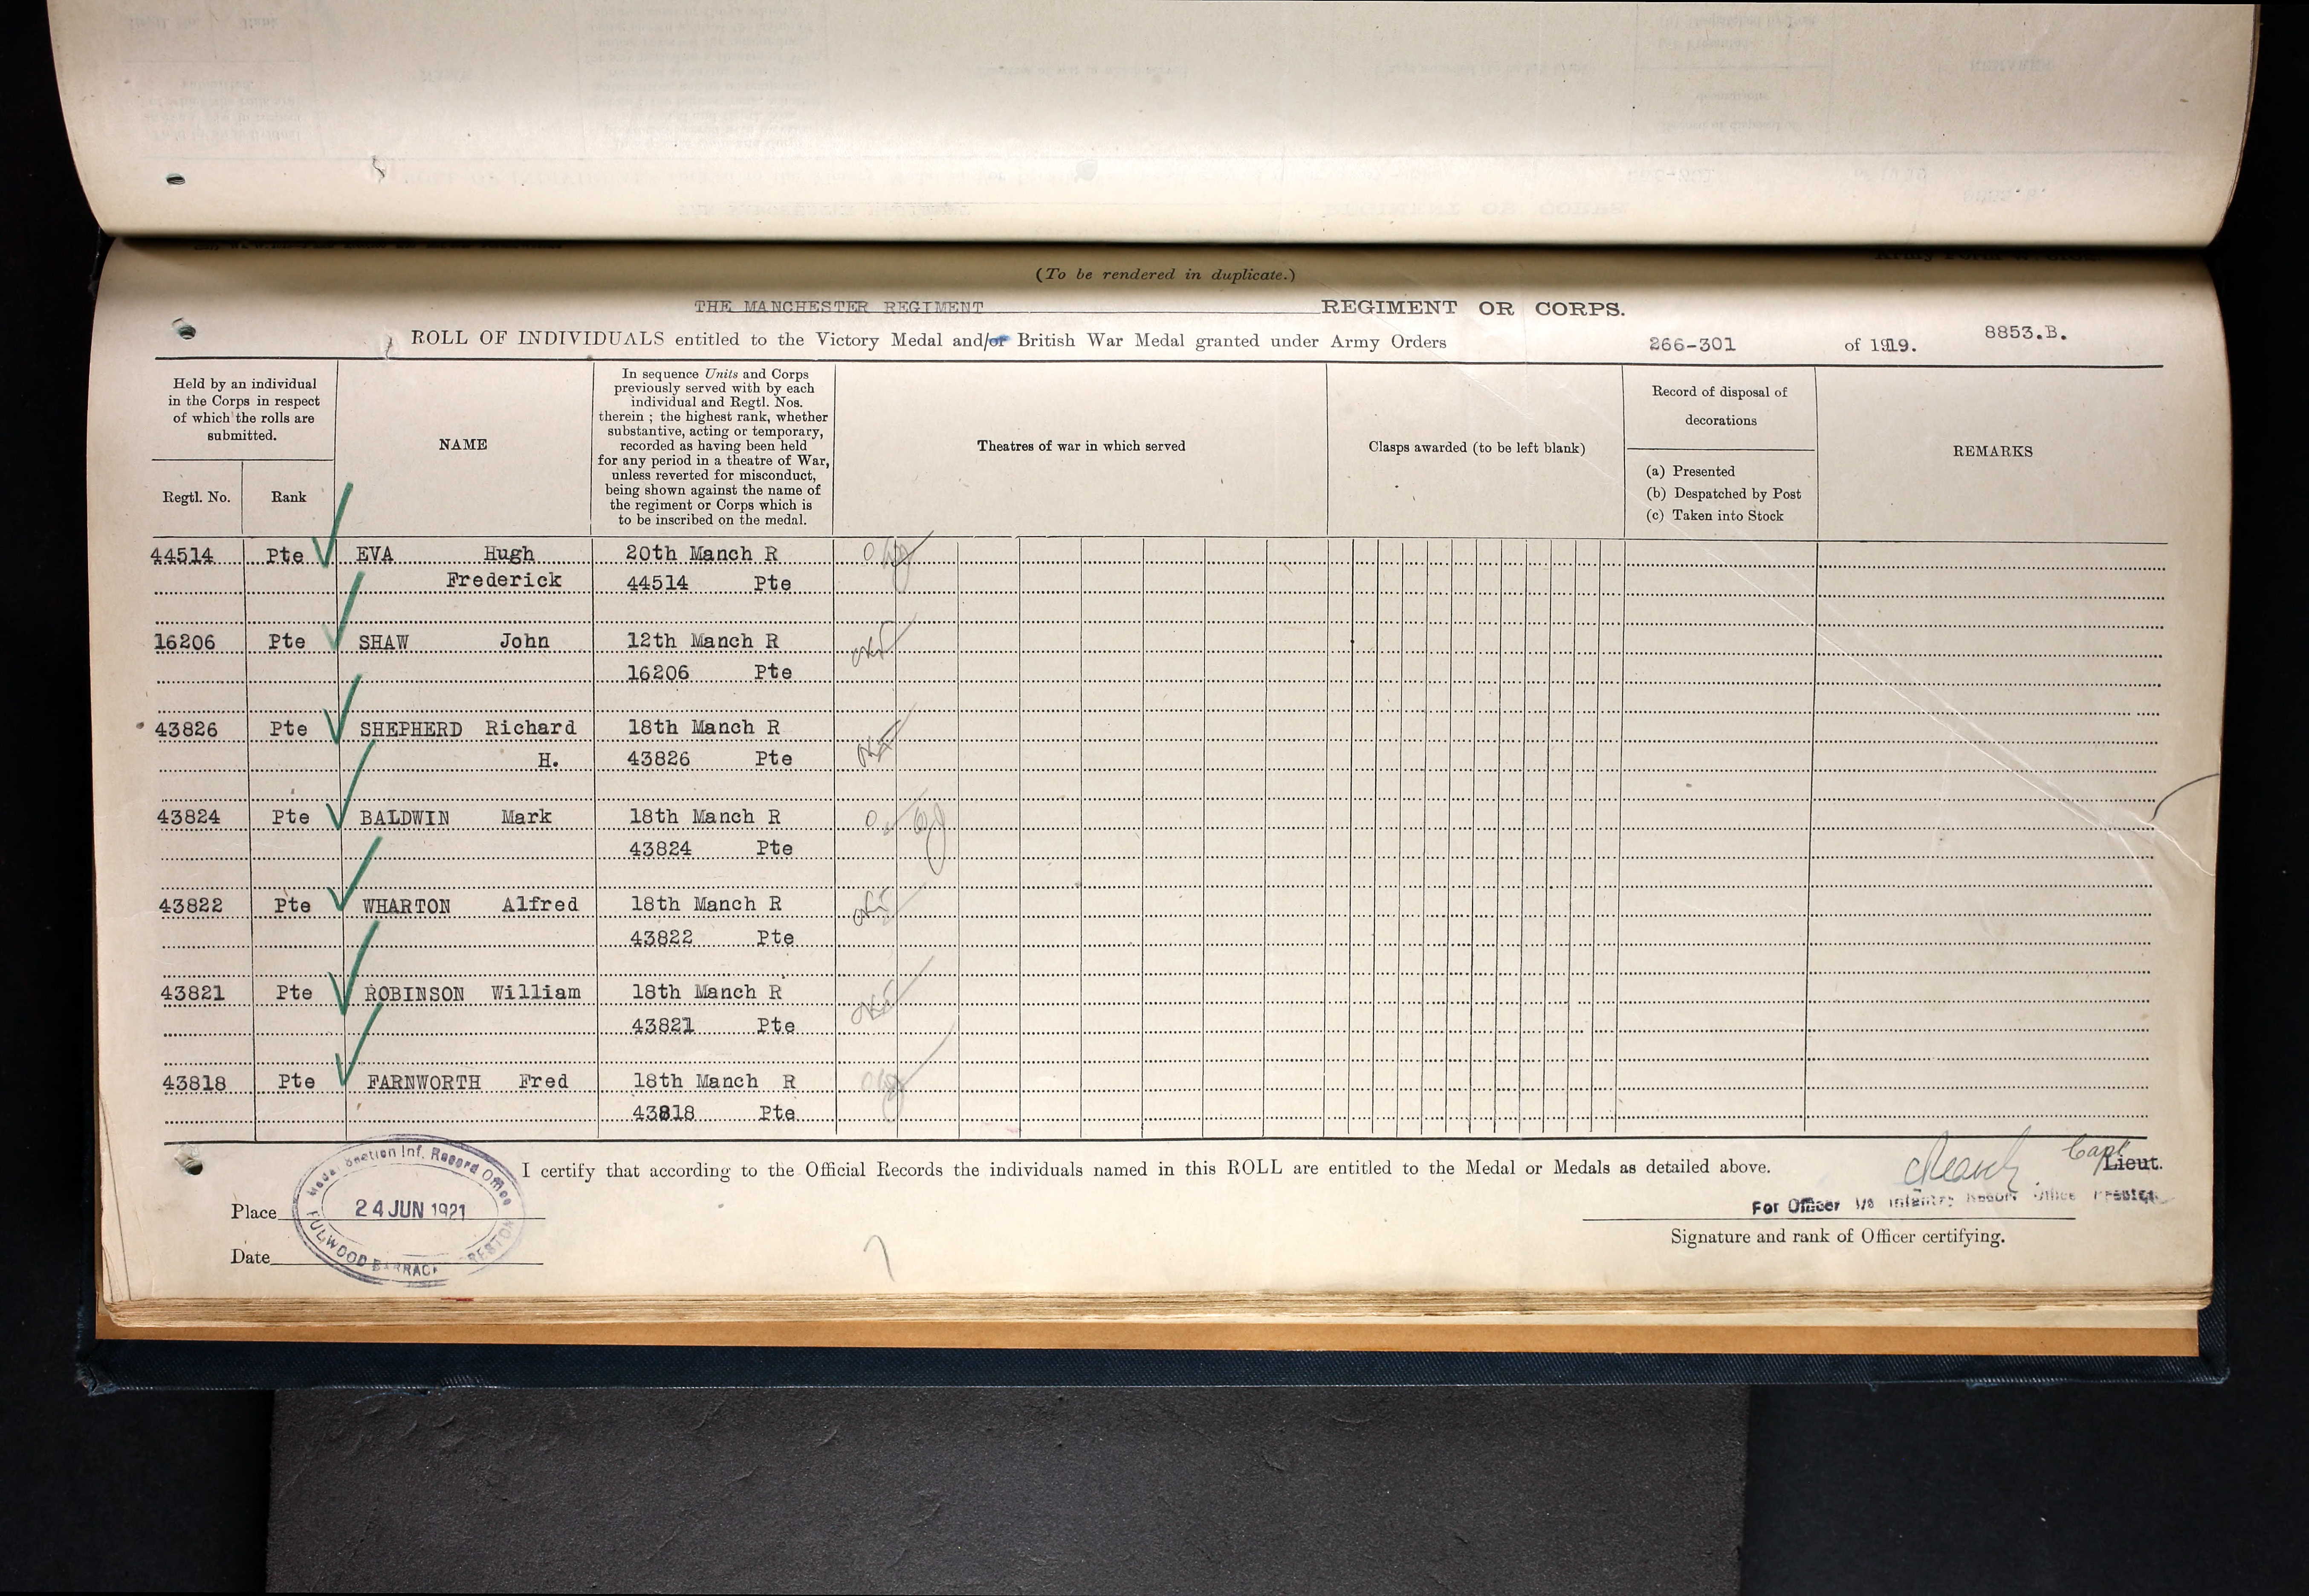 (To be rendered in duplicate.)
THE MANCHESTER REGIMENT REGIMENT OR CORPS.
ROLL OF INDIVIDUALS entitled to the Victory Medal and/or British War Medal granted under Army Orders 266-301 of 1919. 8853.B.
Held by an individual
in the Corps in respect
of which the rolls are
submitted.
Regtl. No.
Rank
NAME
In sequence Units and Corps
previously served with by each
individual and Regtl. Nos.
therein ; the highest rank, whether
substantive, acting or temporary,
recorded as having been held
for any period in a theatre of War,
unless reverted for misconduct,
being shown against the name of
the regiment or Corps which is
to be inscribed on the medal.
Theatres of war in which served
Clasps awarded (to be left blank)
Record of disposal of
decorations
(a) Presented
(b) Despatched by Post
(c) Taken into Stock
REMARKS
44514 Pte EVA Hugh 20th Manch R
Frederick 44514 Pte
16206 Pte SHAW John 12th Manch R
16206 Pte
43826 Pte SHEPHERD Richard 18th Manch R
H. 43826 Pte
43824 Pte BALDWIN Mark 18th Manch R
43824 Pte
43822 Pte WHARTON Alfred 18th Manch R
43822 Pte
43821 Pte ROBINSON William 18th Manch R
43821 Pte
43818 Pte FARNWORTH Fred 18th Manch R
43818 Pte
I certify that according to the Official Records the individuals named in this ROLL are entitled to the Medal or Medals as detailed above.
Capt
Lieut.
For Officer i/c Infantry Record Office Preston
Signature and rank of Officer certifying.
Place
Date
Medal Section Inf. Record Office
24 JUN 1921
FULWOOD BARRACKS PRESTON